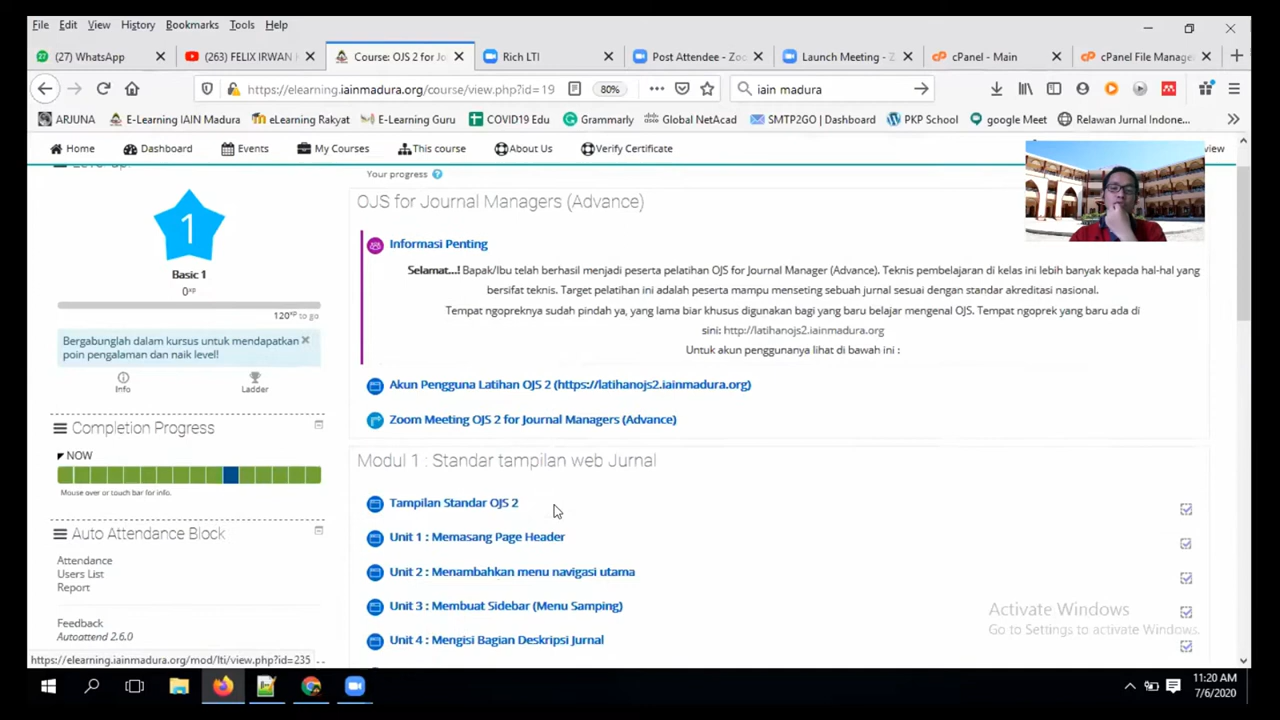 File Edit View History Bookmarks Tools Help
(27) WhatsApp
(263) FELIX IRWAN
Course: OJS 2 for Jo
Rich LTI
Post Attendee - Zoo
Launch Meeting - Z
cPanel - Main
cPanel File Manage
https://elearning.iainmadura.org/course/view.php?id=19
80%
iain madura
ARJUNA
E-Learning IAIN Madura
eLearning Rakyat
E-Learning Guru
COVID19 Edu
Grammarly
Global NetAcad
SMTP2GO | Dashboard
PKP School
google Meet
Relawan Jurnal Indone...
Home
Dashboard
Events
My Courses
This course
About Us
Verify Certificate
view
Your progress
1
Basic 1
0xp
120xp to go
Bergabunglah dalam kursus untuk mendapatkan
poin pengalaman dan naik level!
Info
Ladder
Completion Progress
NOW
Mouse over or touch bar for info.
Auto Attendance Block
Attendance
Users List
Report
Feedback
Autoattend 2.6.0
OJS for Journal Managers (Advance)
Informasi Penting
Selamat...! Bapak/Ibu telah berhasil menjadi peserta pelatihan OJS for Journal Manager (Advance). Teknis pembelajaran di kelas ini lebih banyak kepada hal-hal yang
bersifat teknis. Target pelatihan ini adalah peserta mampu menseting sebuah jurnal sesuai dengan standar akreditasi nasional.
Tempat ngopreknya sudah pindah ya, yang lama biar khusus digunakan bagi yang baru belajar mengenal OJS. Tempat ngoprek yang baru ada di
sini: http://latihanojs2.iainmadura.org
Untuk akun penggunanya lihat di bawah ini :
Akun Pengguna Latihan OJS 2 (https://latihanojs2.iainmadura.org)
Zoom Meeting OJS 2 for Journal Managers (Advance)
Modul 1 : Standar tampilan web Jurnal
Tampilan Standar OJS 2
Unit 1 : Memasang Page Header
Unit 2 : Menambahkan menu navigasi utama
Unit 3 : Membuat Sidebar (Menu Samping)
Unit 4 : Mengisi Bagian Deskripsi Jurnal
Activate Windows
Go to Settings to activate Windows.
https://elearning.iainmadura.org/mod/lti/view.php?id=235
11:20 AM
7/6/2020